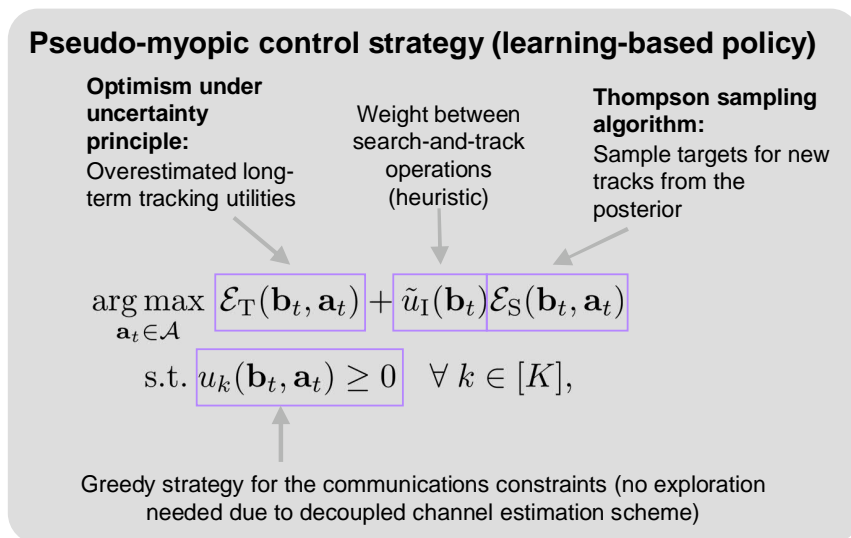 Pseudo-myopic control strategy (learning-based policy)
Optimism under
uncertainty
principle:
Overestimated long-
term tracking utilities
Weight between
search-and-track
operations
(heuristic)
Thompson sampling
algorithm:
Sample targets for new
tracks from the
posterior
arg max ℰ_T(𝐛_t, 𝐚_t) + ũ_I(𝐛_t)ℰ_S(𝐛_t, 𝐚_t)
𝐚_t∈𝒜
s.t. u_k(𝐛_t, 𝐚_t) ≥ 0 ∀ k ∈ [K],
Greedy strategy for the communications constraints (no exploration
needed due to decoupled channel estimation scheme)